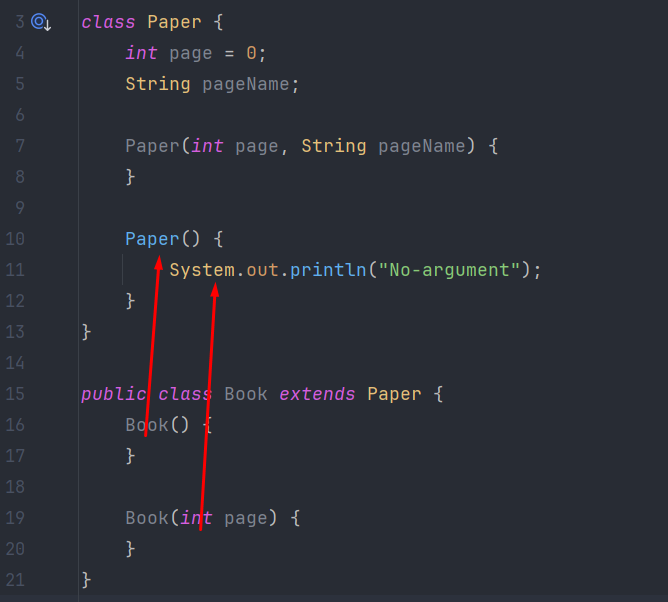 3 class Paper {
4 int page = 0;
5 String pageName;
6
7 Paper(int page, String pageName) {
8 }
9
10 Paper() {
11 System.out.println("No-argument");
12 }
13 }
14
15 public class Book extends Paper {
16 Book() {
17 }
18
19 Book(int page) {
20 }
21 }